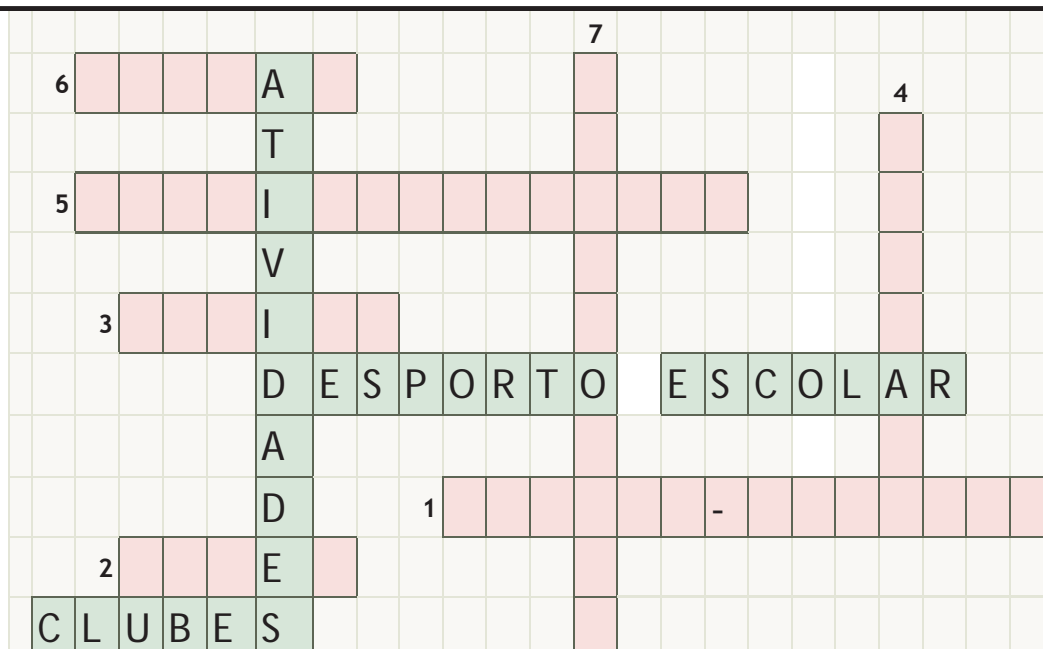 7
6 A
4
T
5 I
V
3 I
DESPORTO ESCOLAR
A
1 D -
2 E
CLUBES